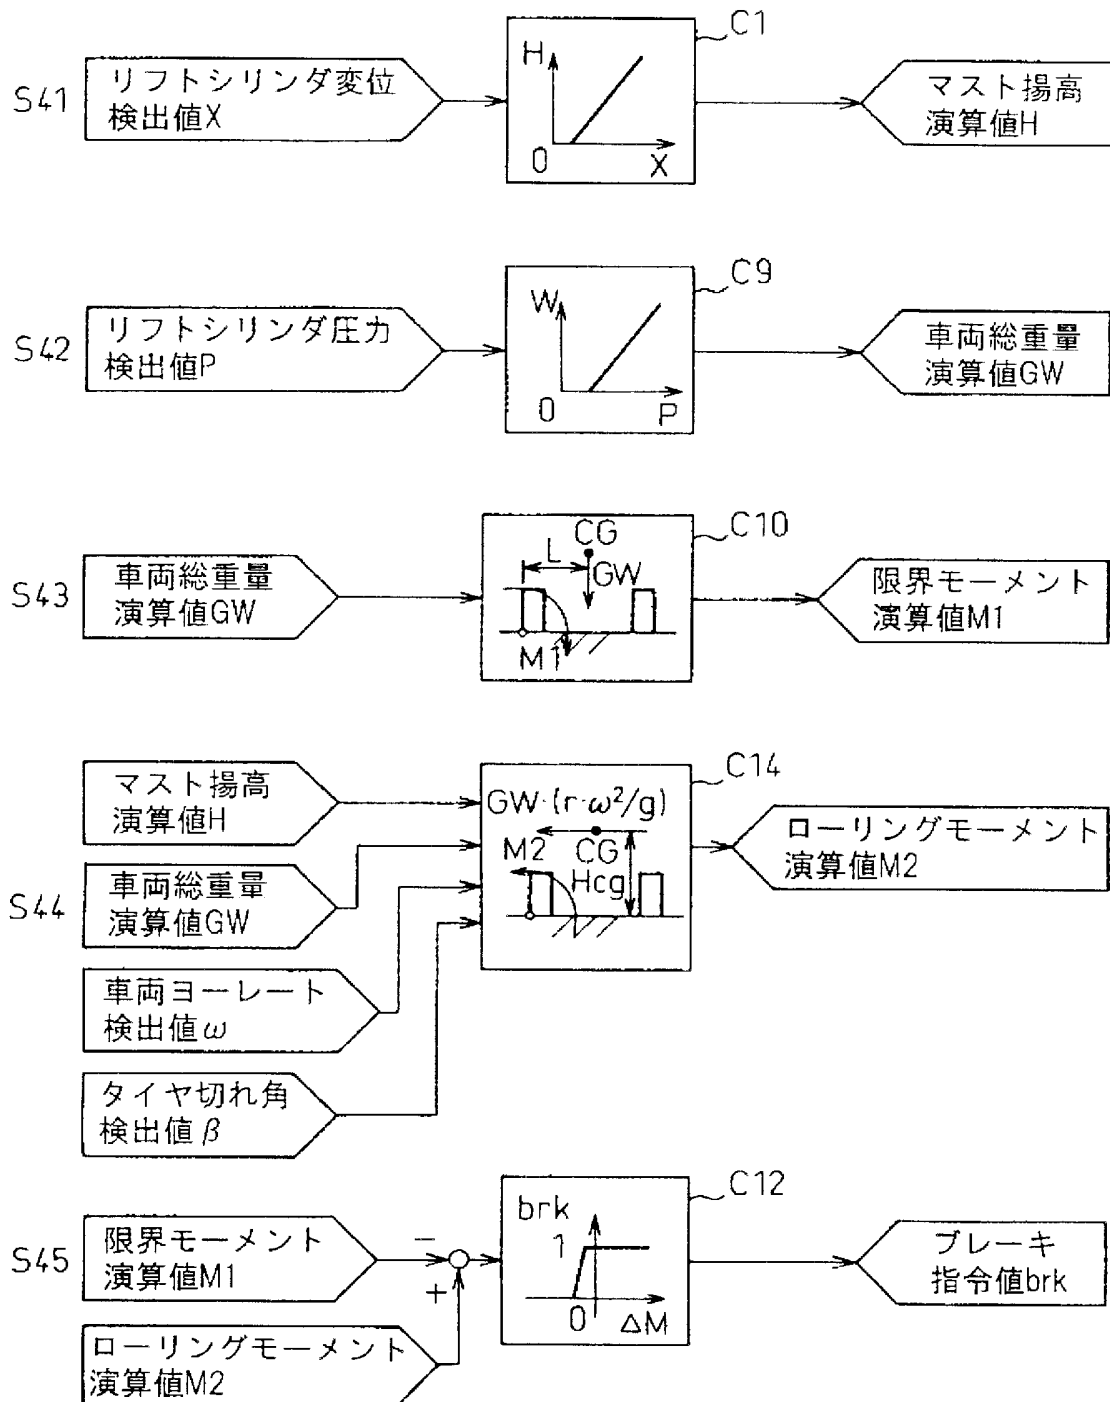 C1
S41
リフトシリンダ変位
検出値X
H
0
X
マスト揚高
演算値H
C9
S42
リフトシリンダ圧力
検出値P
W
0
P
車両総重量
演算値GW
C10
S43
車両総重量
演算値GW
CG
L
GW
M1
限界モーメント
演算値M1
C14
S44
マスト揚高
演算値H
車両総重量
演算値GW
車両ヨーレート
検出値ω
タイヤ切れ角
検出値β
GW・(r・ω²/g)
M2
CG
Hcg
ローリングモーメント
演算値M2
C12
S45
限界モーメント
演算値M1
−
+
ローリングモーメント
演算値M2
brk
1
0
ΔM
ブレーキ
指令値brk